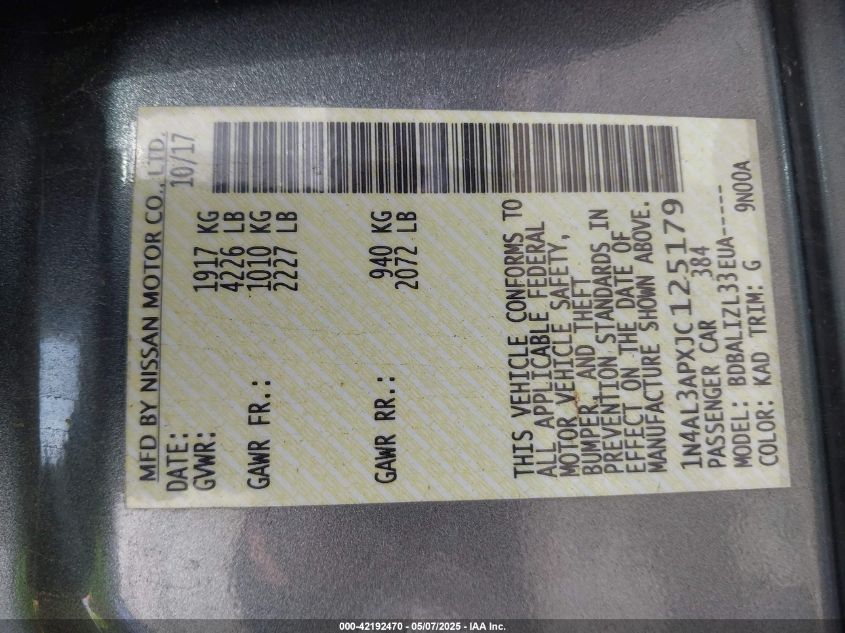 MFD BY NISSAN MOTOR CO., LTD.
DATE: 10/17
GVWR: 1917 KG
4226 LB
GAWR FR.: 1010 KG
2227 LB
GAWR RR.: 940 KG
2072 LB
THIS VEHICLE CONFORMS TO
ALL APPLICABLE FEDERAL
MOTOR VEHICLE SAFETY,
BUMPER, AND THEFT
PREVENTION STANDARDS IN
EFFECT ON THE DATE OF
MANUFACTURE SHOWN ABOVE.
1N4AL3APXJC125179
PASSENGER CAR 384
MODEL: BDBALIZL33EUA-----
COLOR: KAD TRIM: G 9N00A
000-42192470 - 05/07/2025 - IAA Inc.